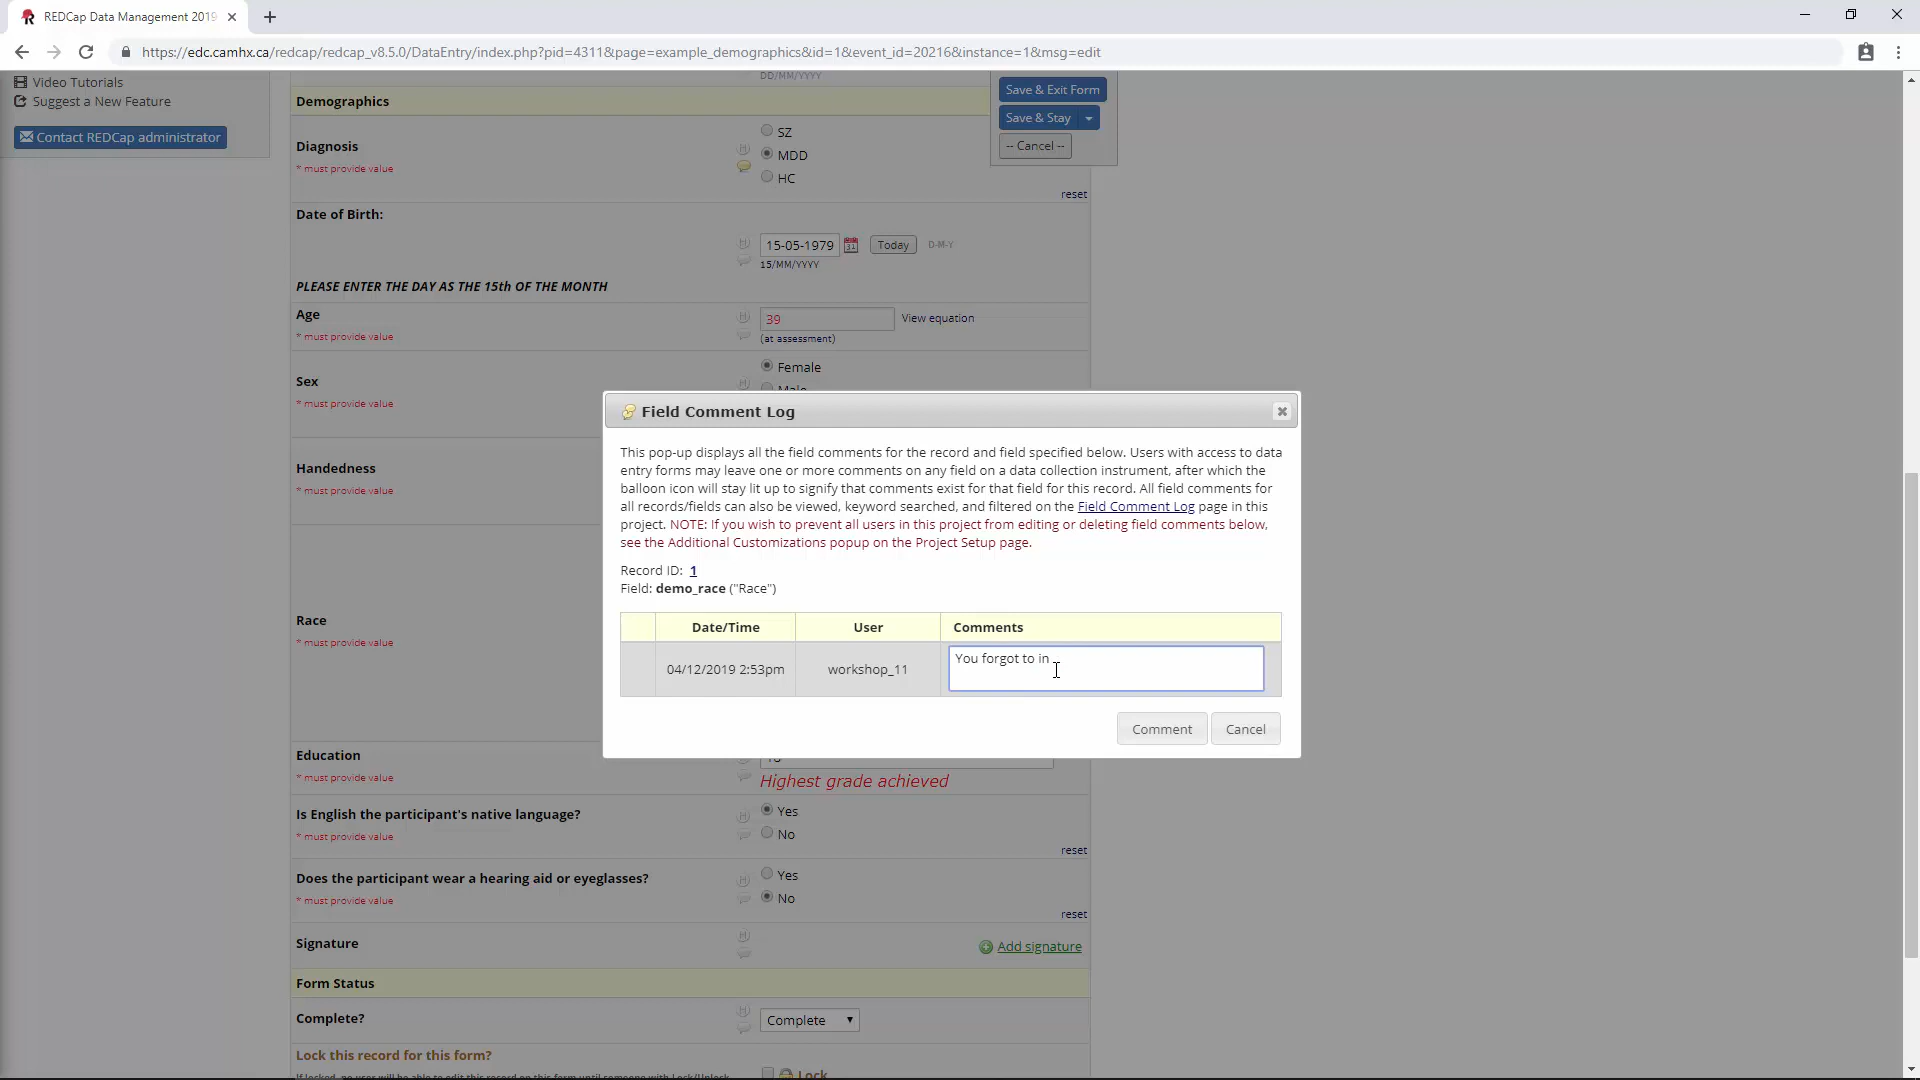 REDCap Data Management 2019
https://edc.camhx.ca/redcap/redcap_v8.5.0/DataEntry/index.php?pid=4311&page=example_demographics&id=1&event_id=20216&instance=1&msg=edit
Video Tutorials
Suggest a New Feature
Contact REDCap administrator
DD/MM/YYYY
Save & Exit Form
Save & Stay
-- Cancel --
Demographics
Diagnosis
* must provide value
H
SZ
MDD
HC
reset
Date of Birth:
H
15-05-1979
31
Today
D-M-Y
15/MM/YYYY
PLEASE ENTER THE DAY AS THE 15th OF THE MONTH
Age
* must provide value
H
39
View equation
(at assessment)
Sex
* must provide value
H
Female
Male
Handedness
* must provide value
Race
* must provide value
Field Comment Log
This pop-up displays all the field comments for the record and field specified below. Users with access to data
entry forms may leave one or more comments on any field on a data collection instrument, after which the
balloon icon will stay lit up to signify that comments exist for that field for this record. All field comments for
all records/fields can also be viewed, keyword searched, and filtered on the Field Comment Log page in this
project. NOTE: If you wish to prevent all users in this project from editing or deleting field comments below,
see the Additional Customizations popup on the Project Setup page.
Record ID: 1
Field: demo_race ("Race")
Date/Time User Comments
04/12/2019 2:53pm workshop_11 You forgot to in
Comment Cancel
Education
* must provide value
Highest grade achieved
Is English the participant's native language?
* must provide value
H
Yes
No
reset
Does the participant wear a hearing aid or eyeglasses?
* must provide value
H
Yes
No
reset
Signature
H
Add signature
Form Status
Complete?
H
Complete
Lock this record for this form?
Lock